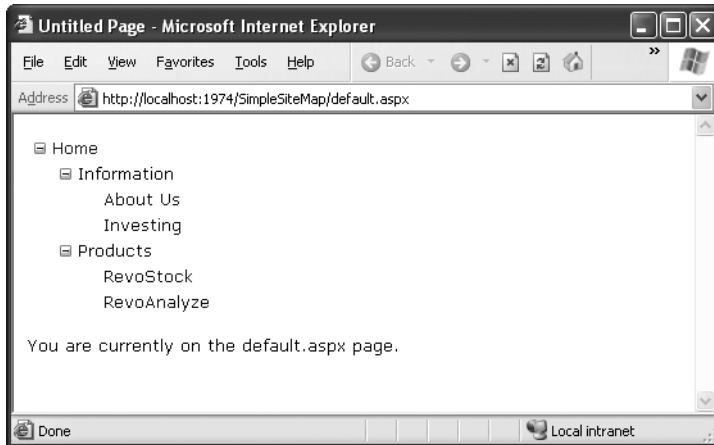 Untitled Page - Microsoft Internet Explorer
File Edit View Favorites Tools Help Back »
Address http://localhost:1974/SimpleSiteMap/default.aspx
Home
Information
About Us
Investing
Products
RevoStock
RevoAnalyze
You are currently on the default.aspx page.
Done Local intranet